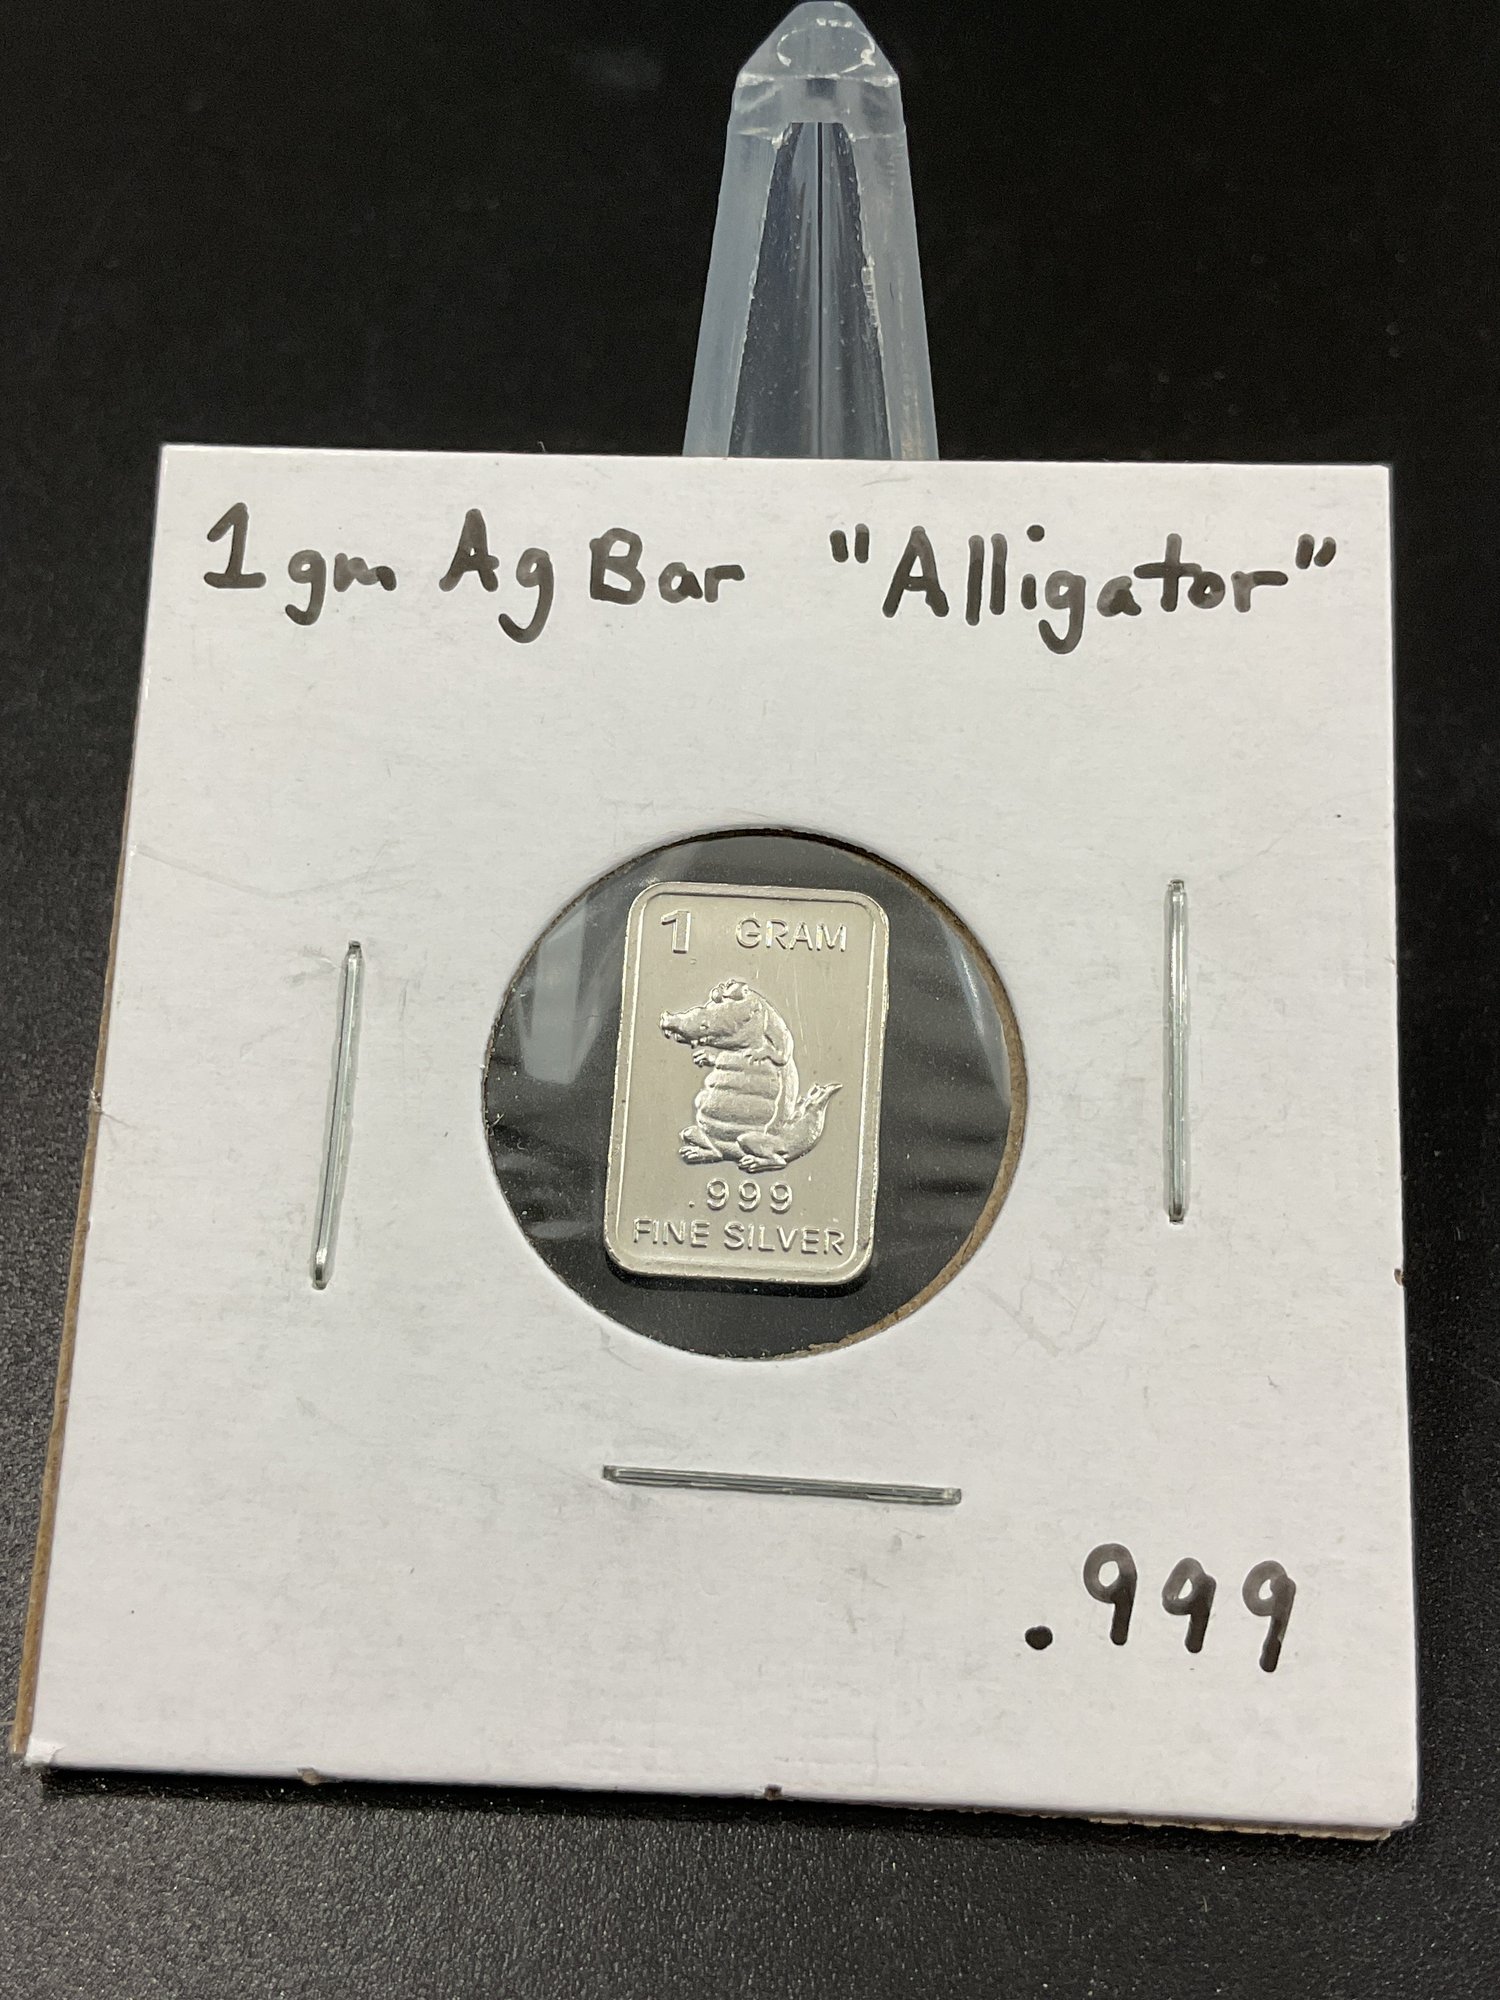 1gm Ag Bar "Alligator"
1 GRAM
.999
FINE SILVER
.999